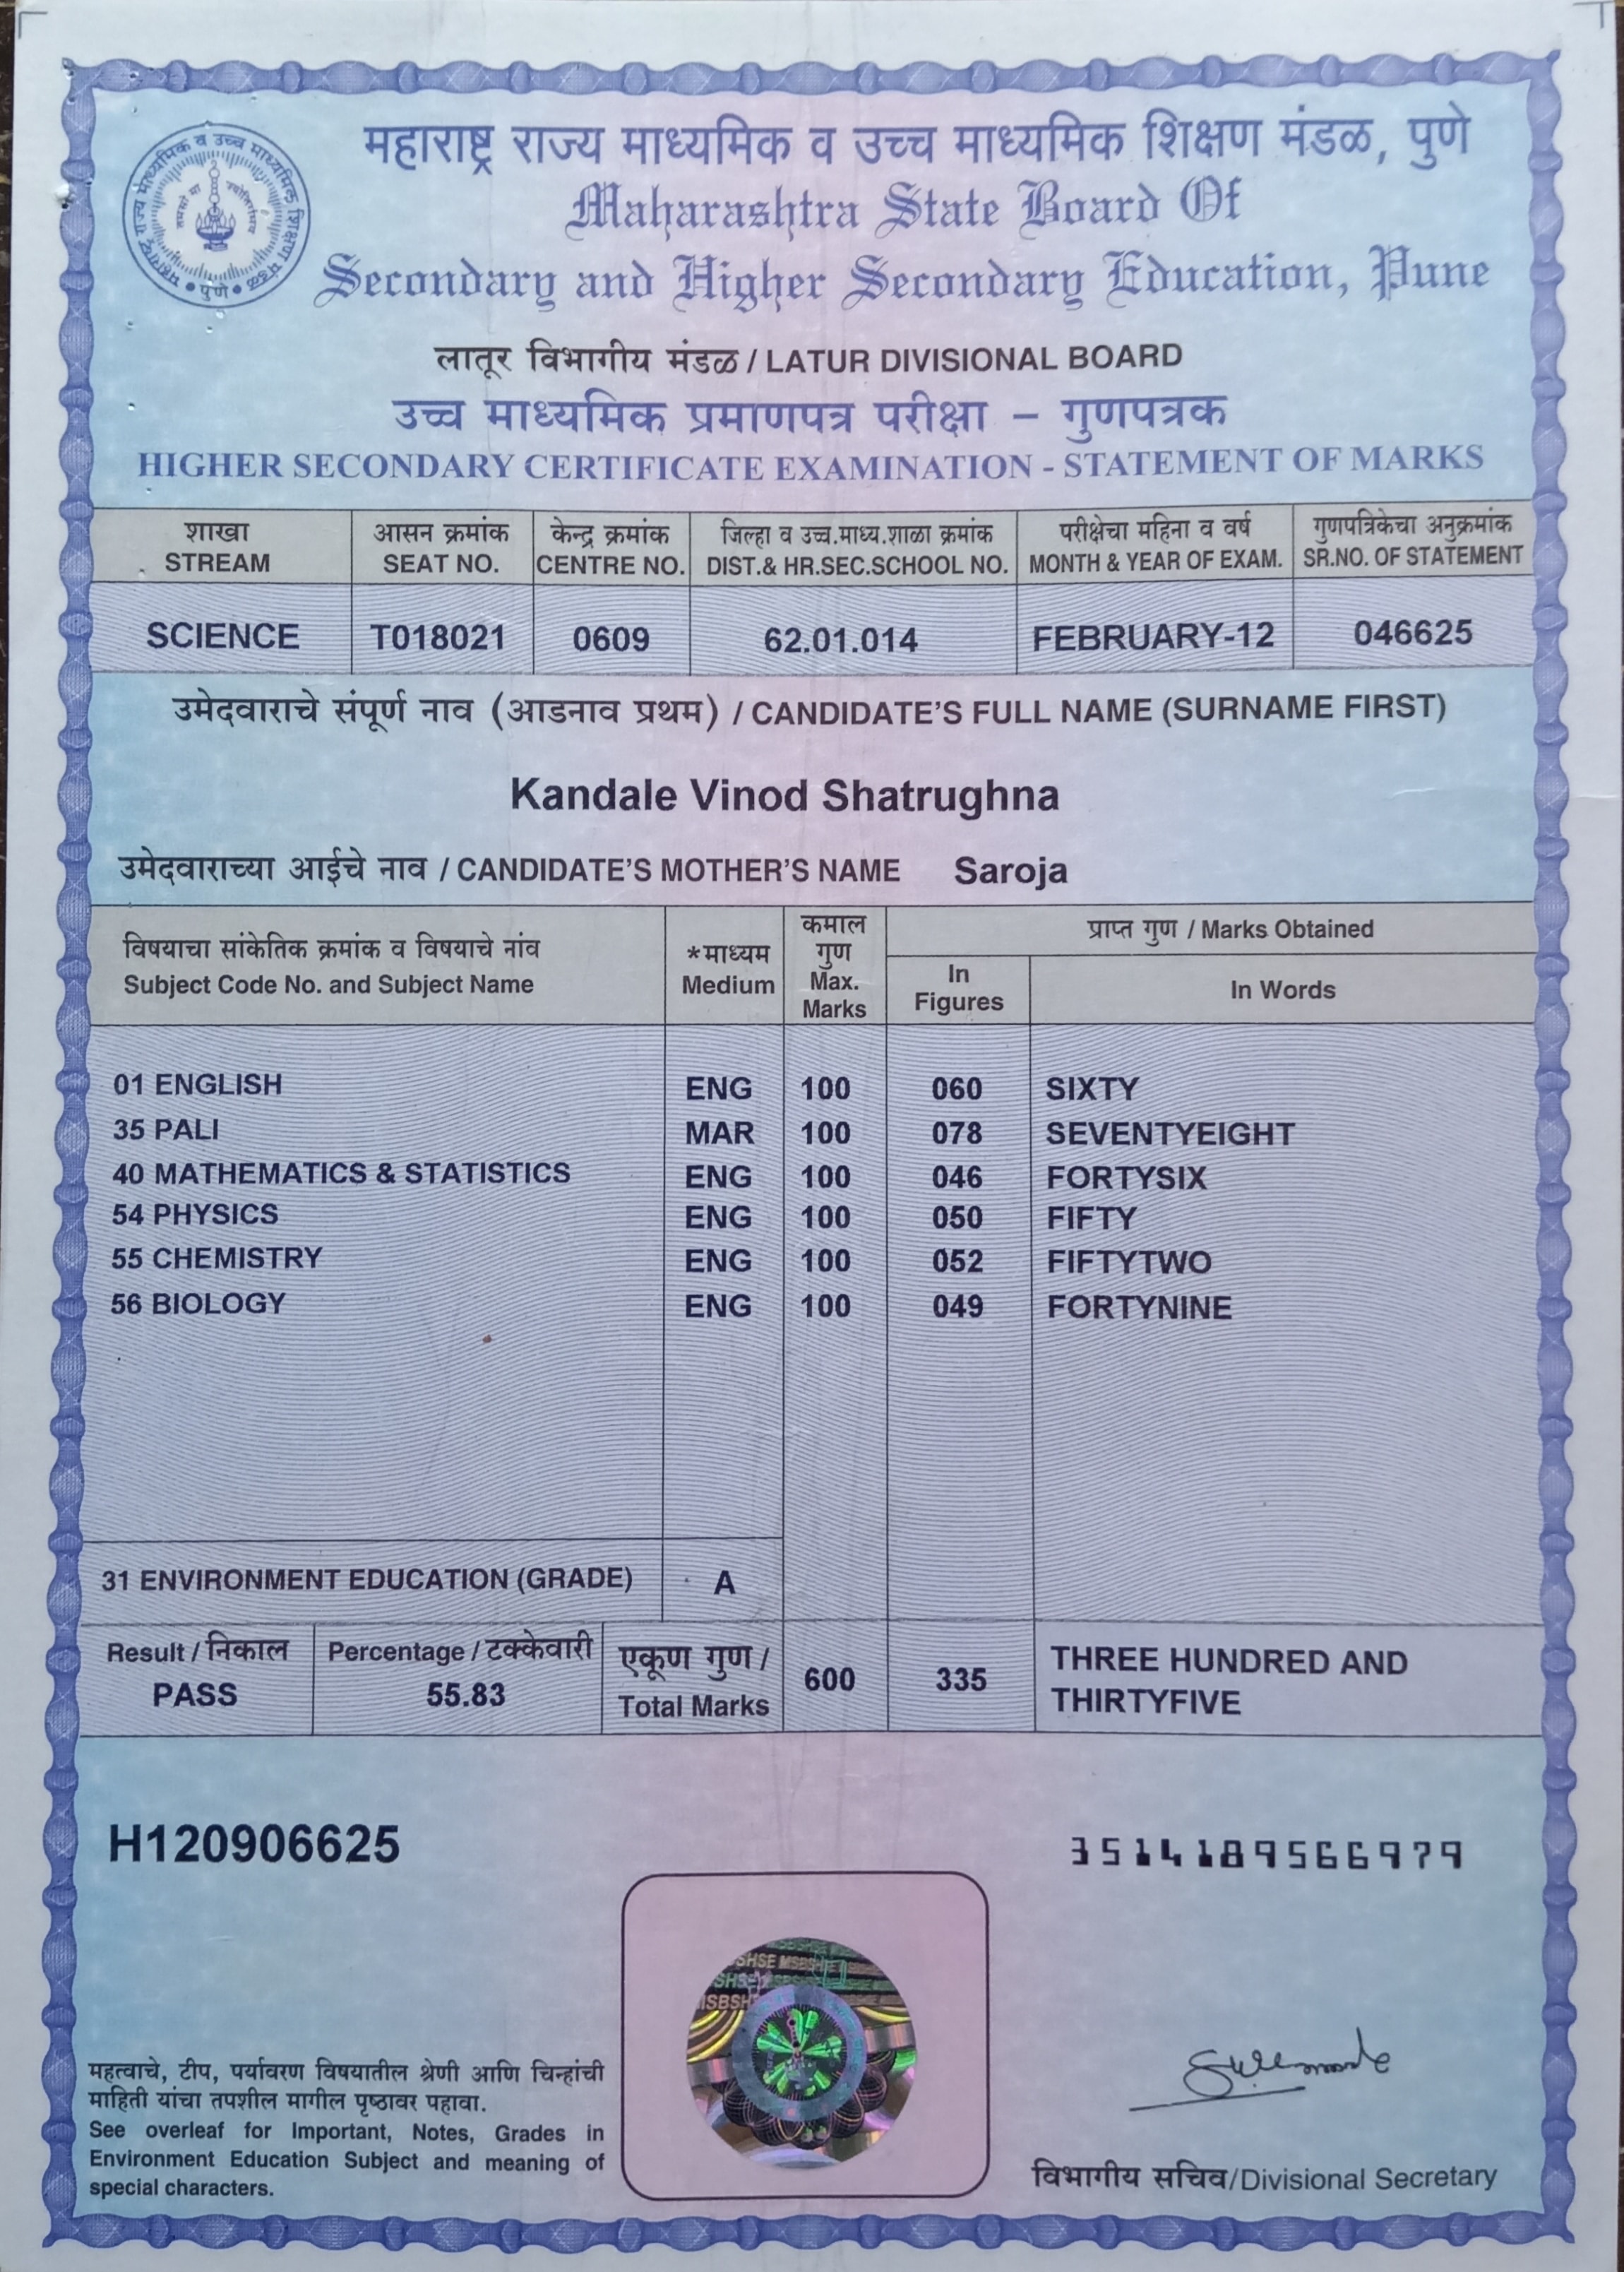 महाराष्ट्र राज्य माध्यमिक व उच्च माध्यमिक शिक्षण मंडळ, पुणे
Maharashtra State Board Of
Secondary and Higher Secondary Education, Pune
महाराष्ट्र राज्य माध्यमिक व उच्च माध्यमिक शिक्षण मंडळ • पुणे •
तमसो मा ज्योतिर्गमय
लातूर विभागीय मंडळ / LATUR DIVISIONAL BOARD
उच्च माध्यमिक प्रमाणपत्र परीक्षा – गुणपत्रक
HIGHER SECONDARY CERTIFICATE EXAMINATION - STATEMENT OF MARKS
शाखा आसन क्रमांक केन्द्र क्रमांक जिल्हा व उच्च.माध्य.शाळा क्रमांक परीक्षेचा महिना व वर्ष गुणपत्रिकेचा अनुक्रमांक
STREAM SEAT NO. CENTRE NO. DIST.& HR.SEC.SCHOOL NO. MONTH & YEAR OF EXAM. SR.NO. OF STATEMENT
SCIENCE T018021 0609 62.01.014 FEBRUARY-12 046625
उमेदवाराचे संपूर्ण नाव (आडनाव प्रथम) / CANDIDATE'S FULL NAME (SURNAME FIRST)
Kandale Vinod Shatrughna
उमेदवाराच्या आईचे नाव / CANDIDATE'S MOTHER'S NAME Saroja
विषयाचा सांकेतिक क्रमांक व विषयाचे नांव
Subject Code No. and Subject Name
*माध्यम
Medium
कमाल
गुण
Max.
Marks
प्राप्त गुण / Marks Obtained
In
Figures
In Words
01 ENGLISH ENG 100 060 SIXTY
35 PALI MAR 100 078 SEVENTYEIGHT
40 MATHEMATICS & STATISTICS ENG 100 046 FORTYSIX
54 PHYSICS ENG 100 050 FIFTY
55 CHEMISTRY ENG 100 052 FIFTYTWO
56 BIOLOGY ENG 100 049 FORTYNINE
31 ENVIRONMENT EDUCATION (GRADE) A
Result / निकाल
PASS
Percentage / टक्केवारी
55.83
एकूण गुण /
Total Marks
600
335
THREE HUNDRED AND
THIRTYFIVE
H120906625
3514189566979
महत्वाचे, टीप, पर्यावरण विषयातील श्रेणी आणि चिन्हांची
माहिती यांचा तपशील मागील पृष्ठावर पहावा.
See overleaf for Important, Notes, Grades in
Environment Education Subject and meaning of
special characters.
विभागीय सचिव/Divisional Secretary